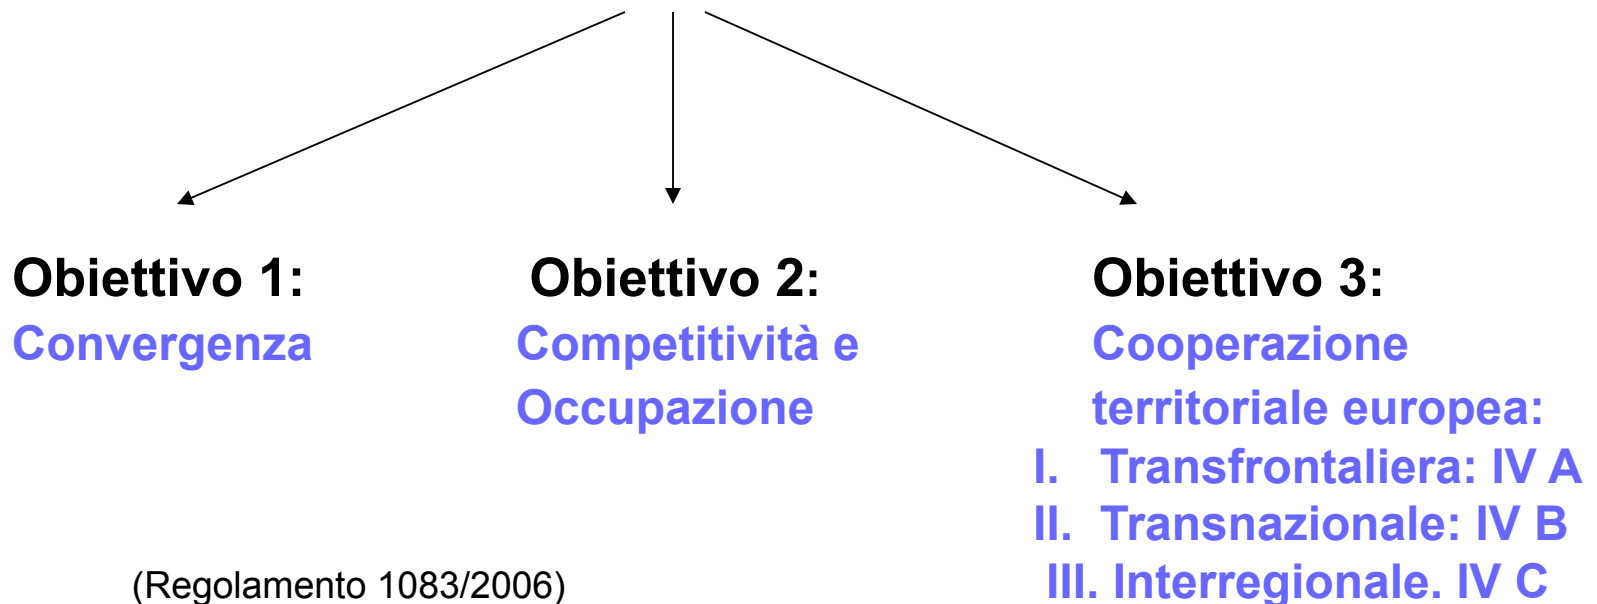 Obiettivo 1:
Convergenza
Obiettivo 2:
Competitività e
Occupazione
Obiettivo 3:
Cooperazione
territoriale europea:
I. Transfrontaliera: IV A
II. Transnazionale: IV B
III. Interregionale. IV C
(Regolamento 1083/2006)